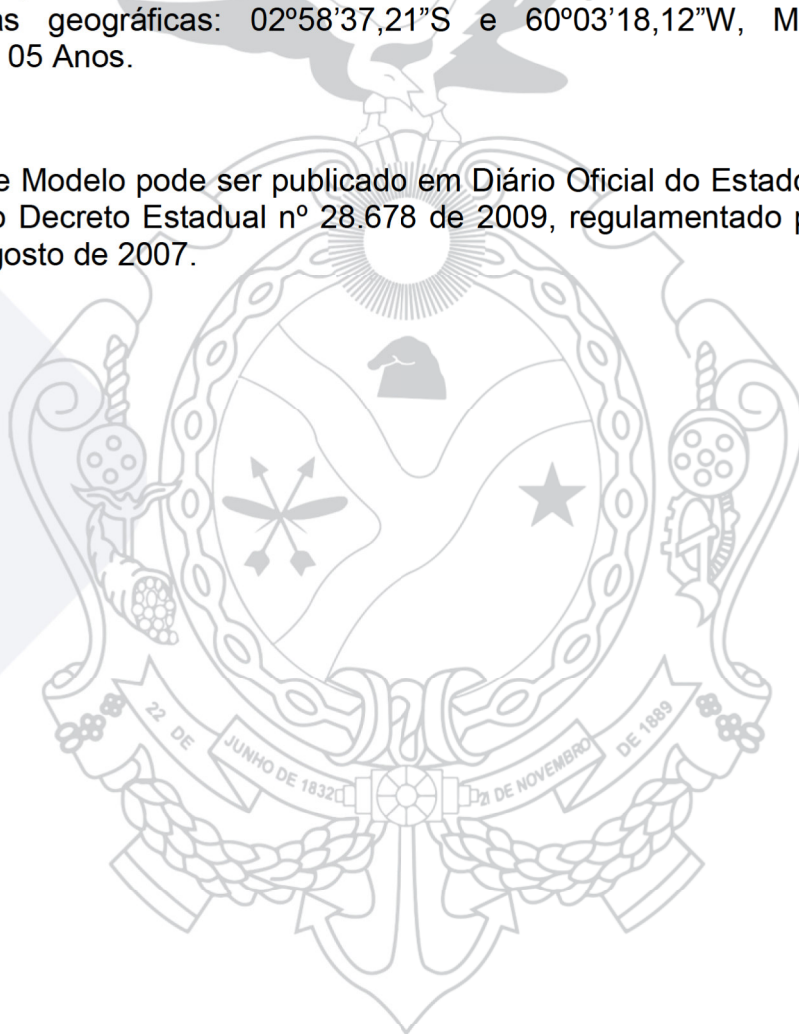 as geográficas: 02º58’37,21”S e 60º03’18,12”W, M
05 Anos.
e Modelo pode ser publicado em Diário Oficial do Estado
o Decreto Estadual nº 28.678 de 2009, regulamentado p
gosto de 2007.
22 DE
JUNHO DE 1832
21 DE NOVEMBRO
DE 1889